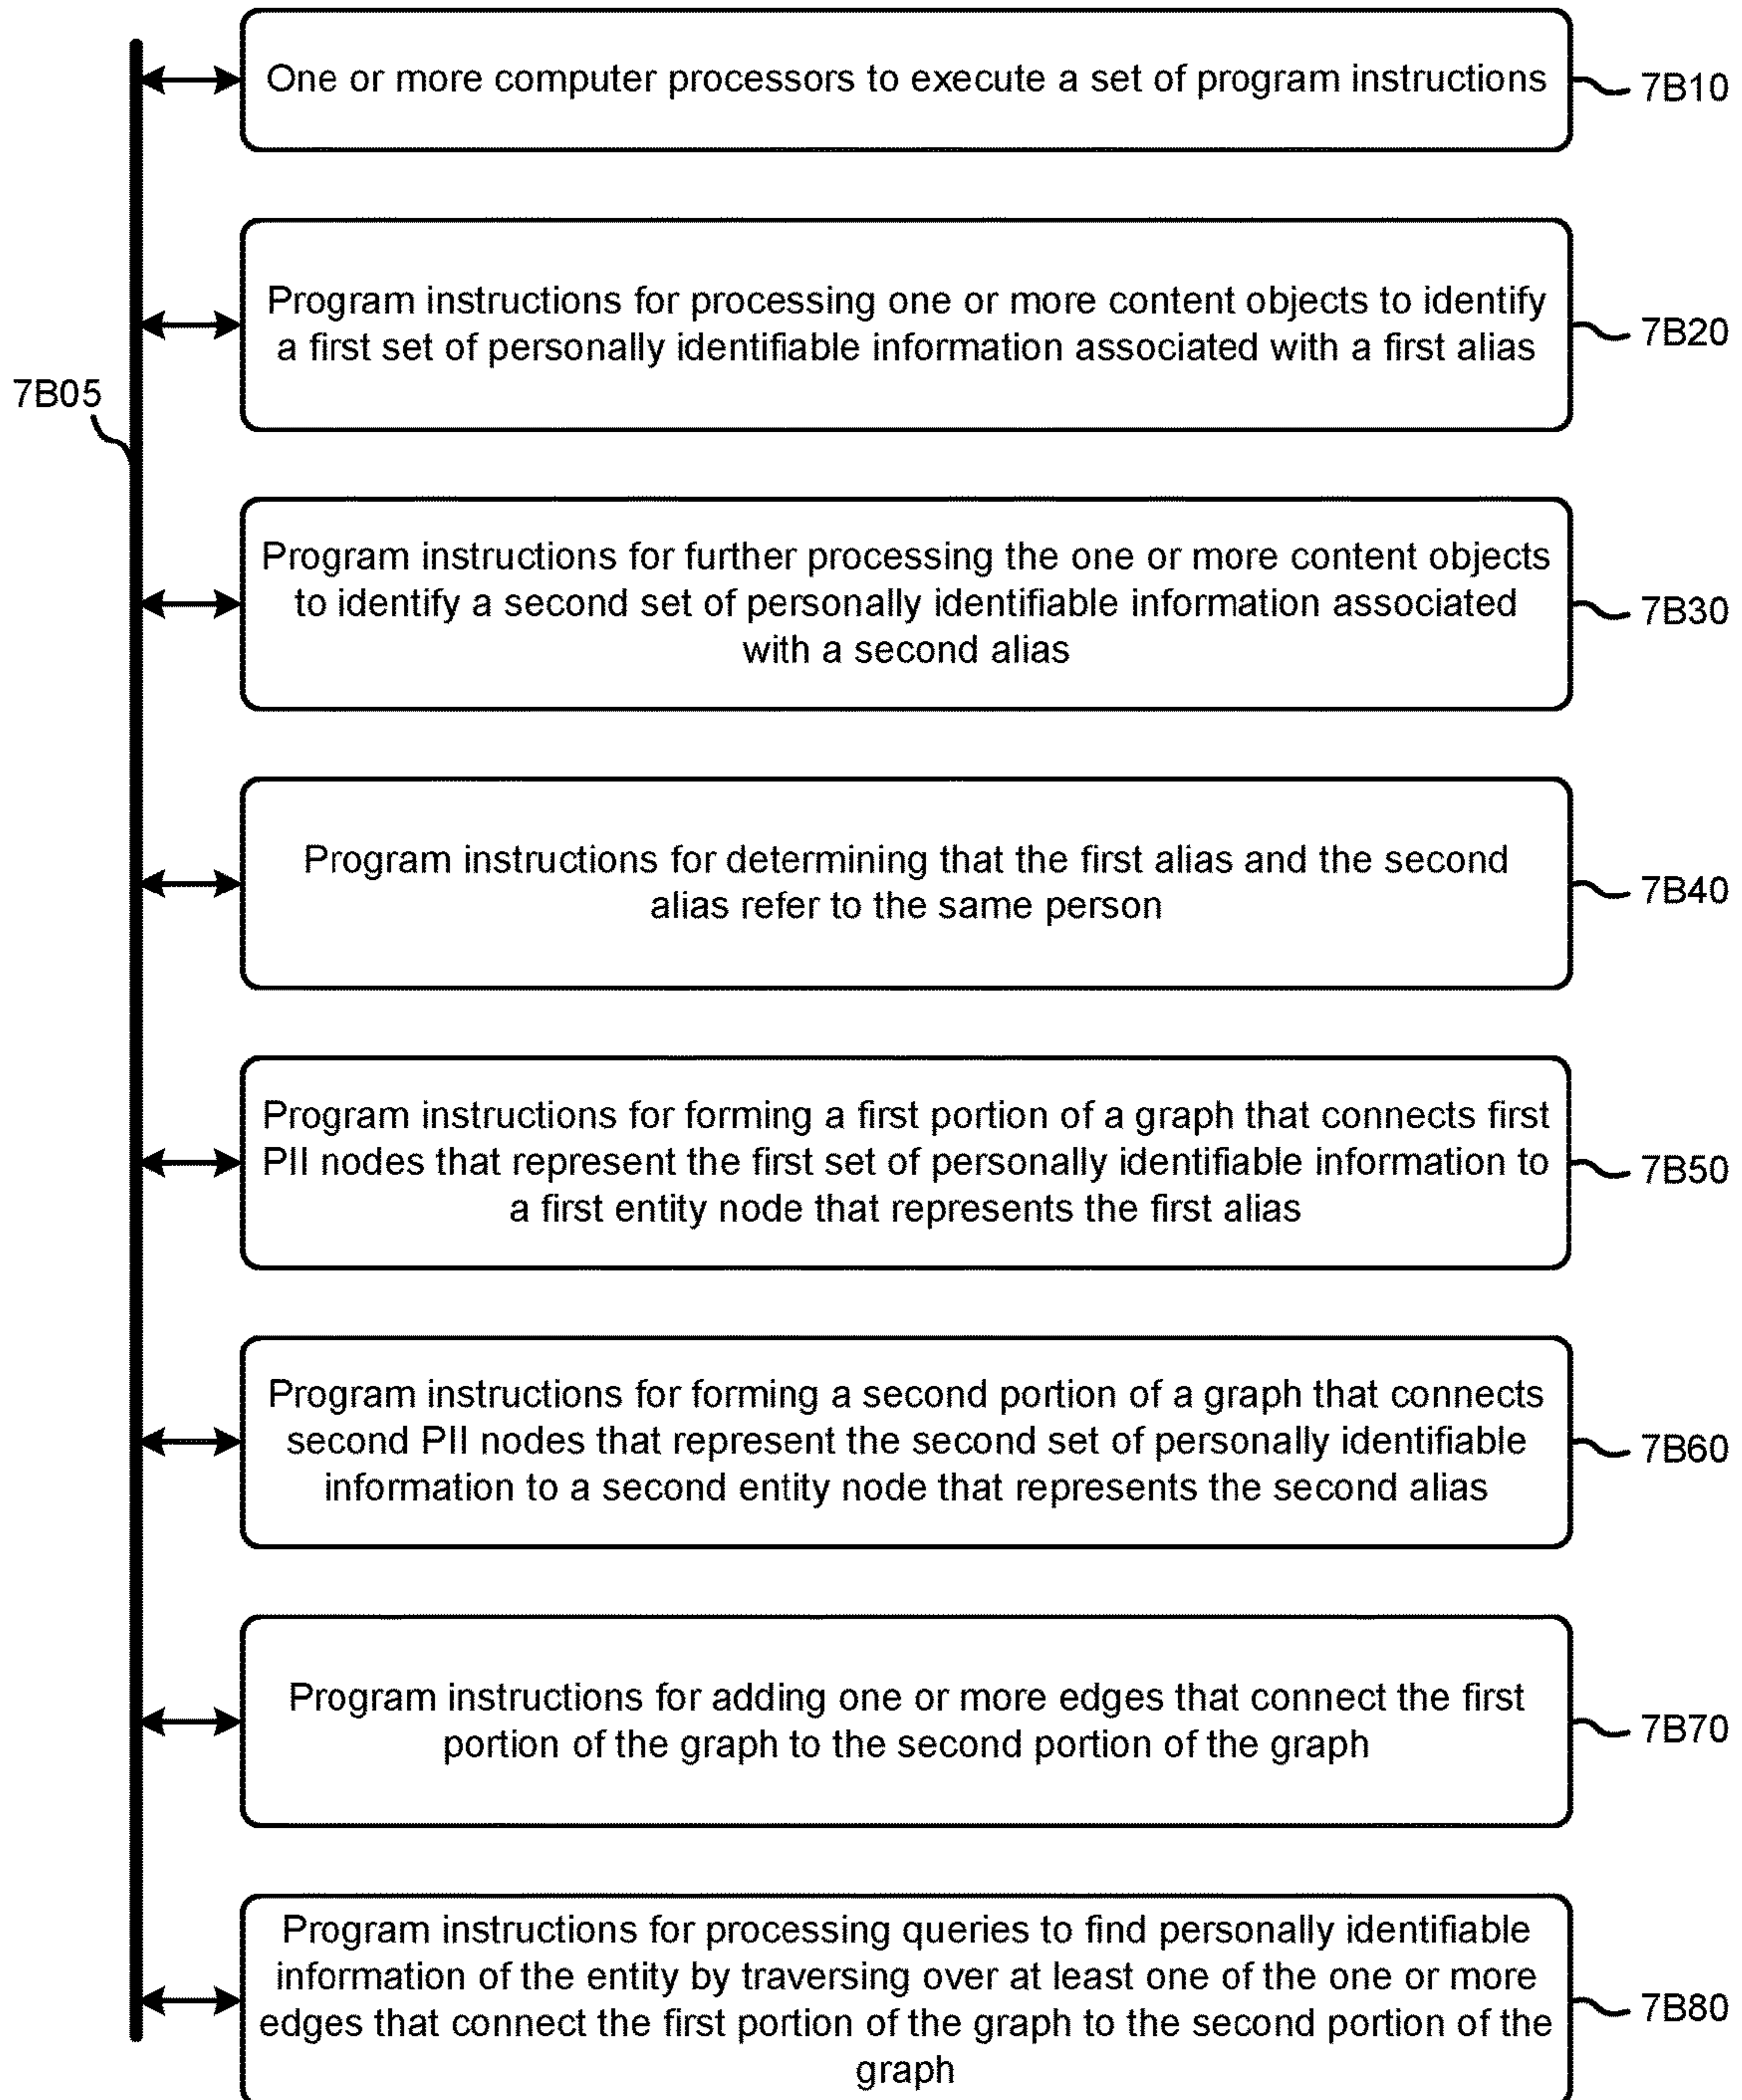 One or more computer processors to execute a set of program instructions
7B10
Program instructions for processing one or more content objects to identify
a first set of personally identifiable information associated with a first alias
7B20
7B05
Program instructions for further processing the one or more content objects
to identify a second set of personally identifiable information associated
with a second alias
7B30
Program instructions for determining that the first alias and the second
alias refer to the same person
7B40
Program instructions for forming a first portion of a graph that connects first
PII nodes that represent the first set of personally identifiable information to
a first entity node that represents the first alias
7B50
Program instructions for forming a second portion of a graph that connects
second PII nodes that represent the second set of personally identifiable
information to a second entity node that represents the second alias
7B60
Program instructions for adding one or more edges that connect the first
portion of the graph to the second portion of the graph
7B70
Program instructions for processing queries to find personally identifiable
information of the entity by traversing over at least one of the one or more
edges that connect the first portion of the graph to the second portion of the
graph
7B80